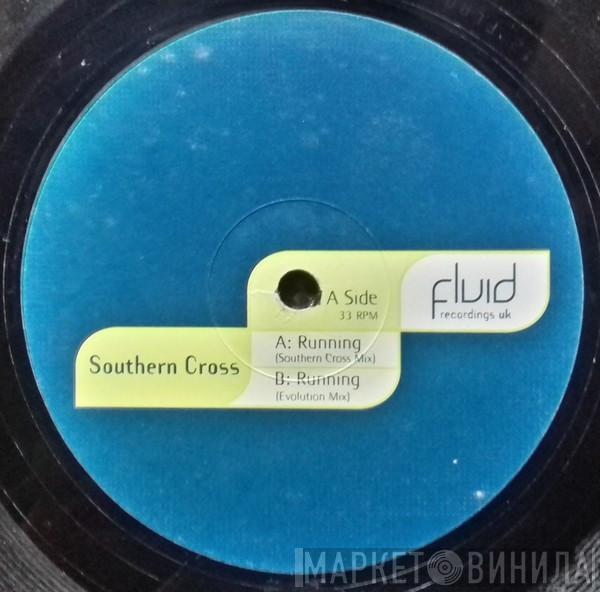 A Side
33 RPM
fluid
recordings uk
Southern Cross
A: Running
(Southern Cross Mix)
B: Running
(Evolution Mix)
МАРКЕТ ВИНИЛА